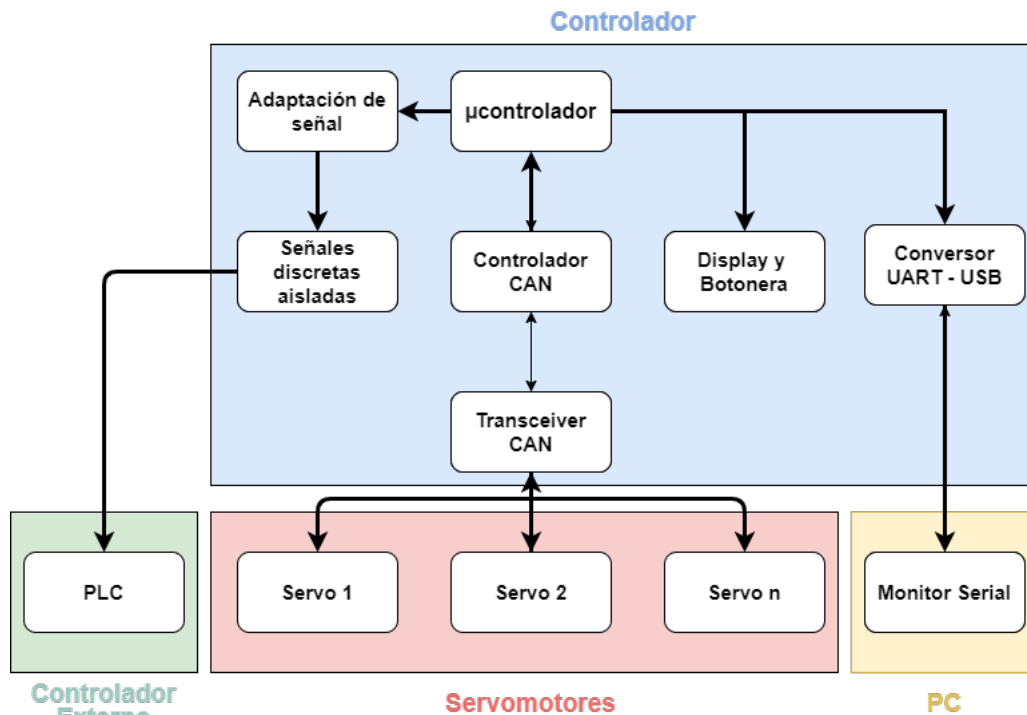 Controlador
Adaptación de
señal
µcontrolador
Señales
discretas
aisladas
Controlador
CAN
Display y
Botonera
Conversor
UART - USB
Transceiver
CAN
PLC
Servo 1
Servo 2
Servo n
Monitor Serial
Controlador
Externo
Servomotores
PC